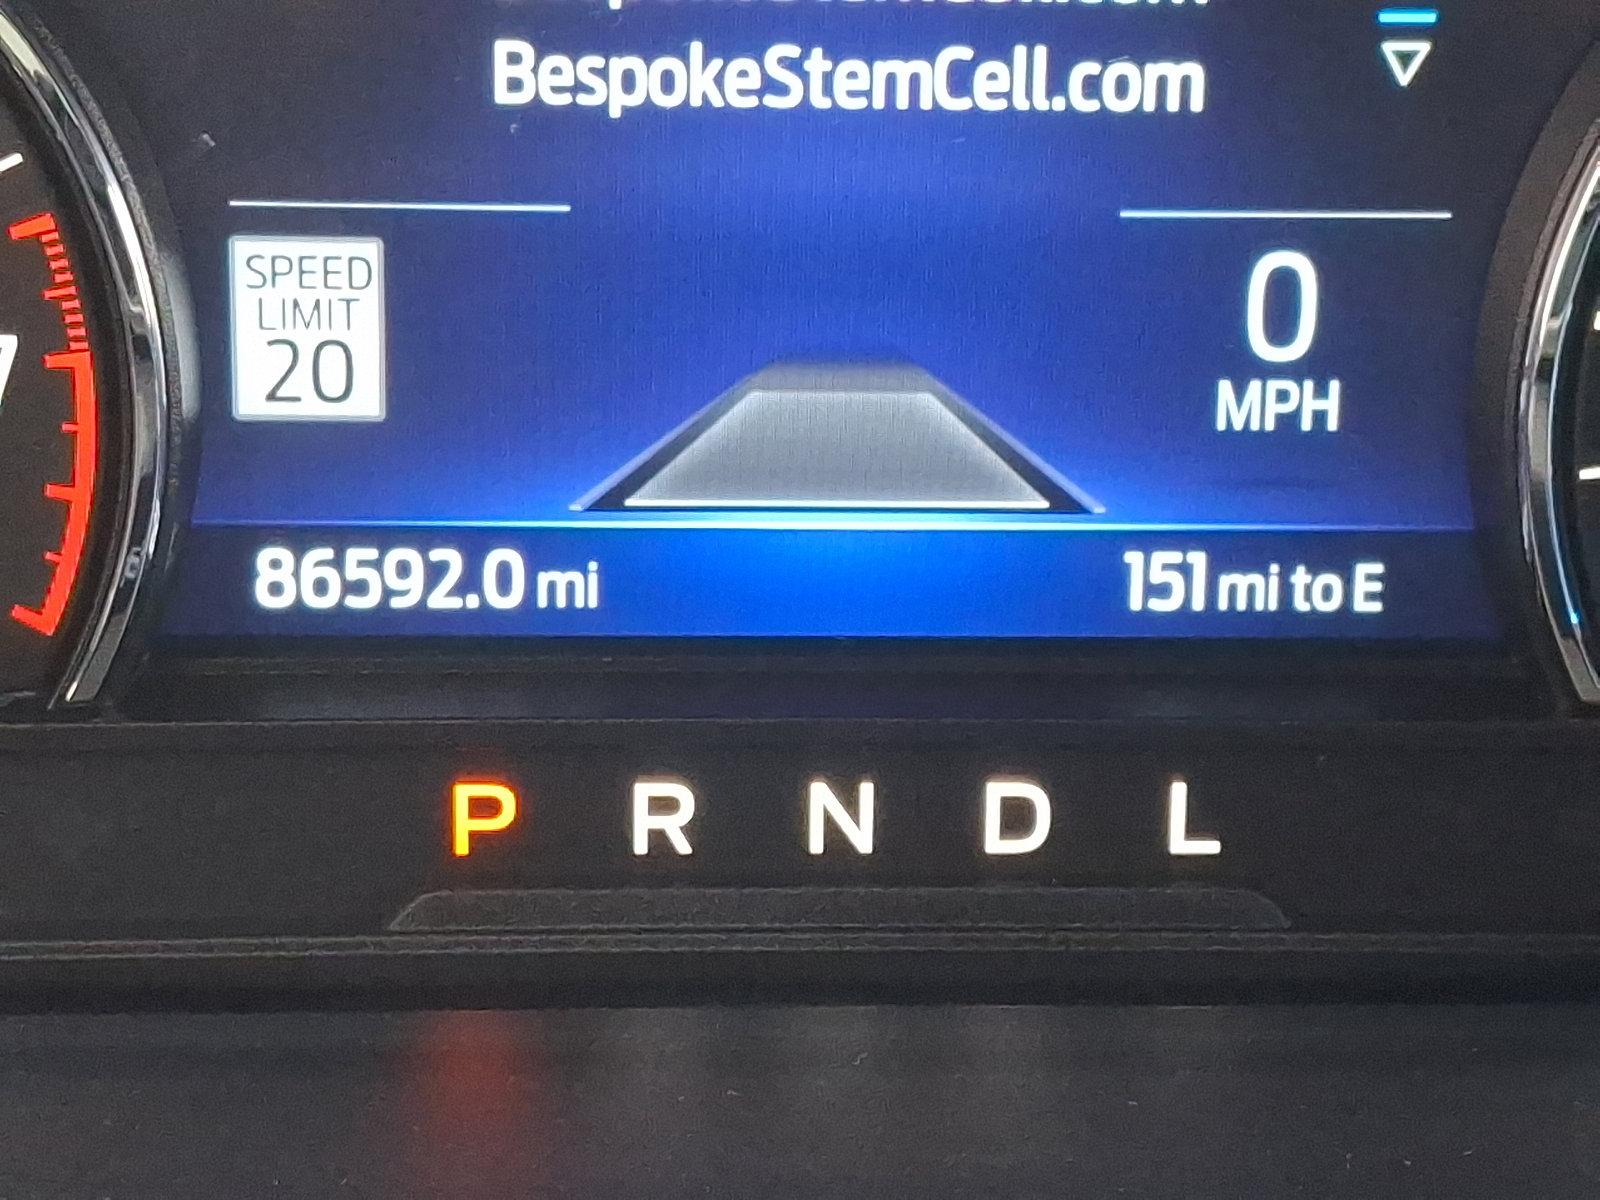 BespokeStemCell.com
SPEED
LIMIT
20
0
MPH
86592.0 mi
151 mi to E
P R N D L